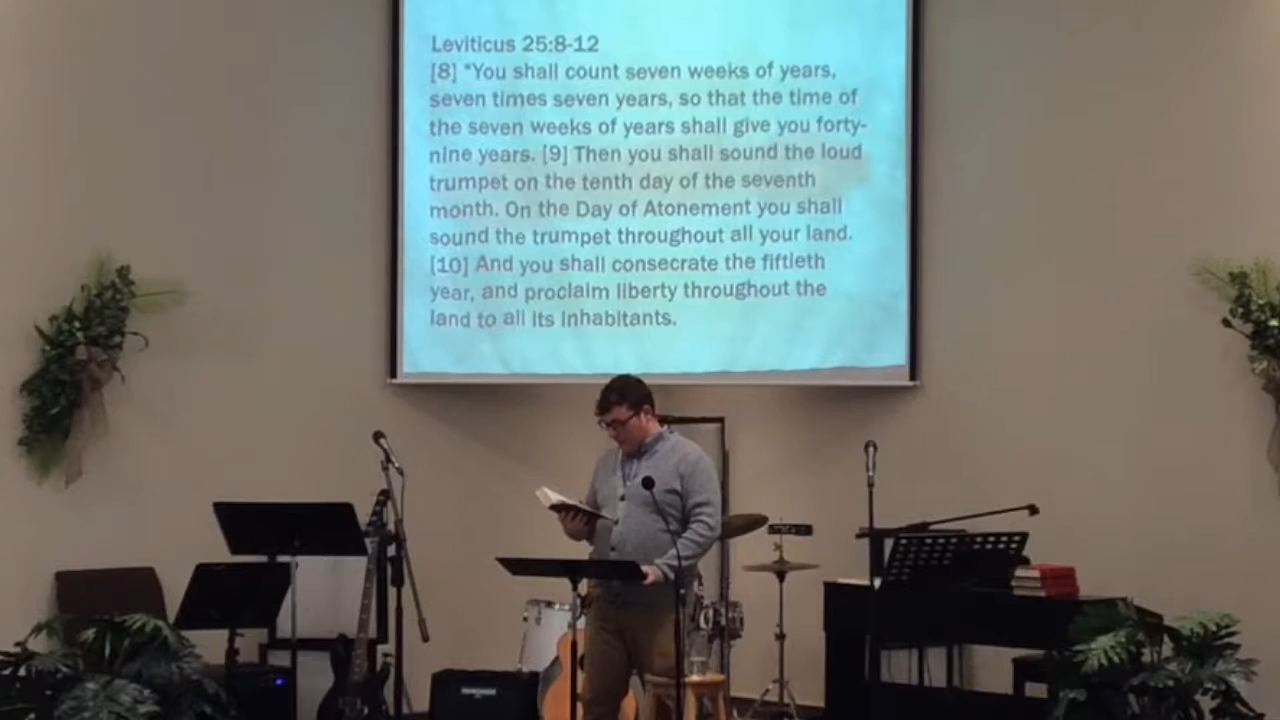 Leviticus 25:8-12
[8] “You shall count seven weeks of years,
seven times seven years, so that the time of
the seven weeks of years shall give you forty-
nine years. [9] Then you shall sound the loud
trumpet on the tenth day of the seventh
month. On the Day of Atonement you shall
sound the trumpet throughout all your land.
[10] And you shall consecrate the fiftieth
year, and proclaim liberty throughout the
land to all its inhabitants.